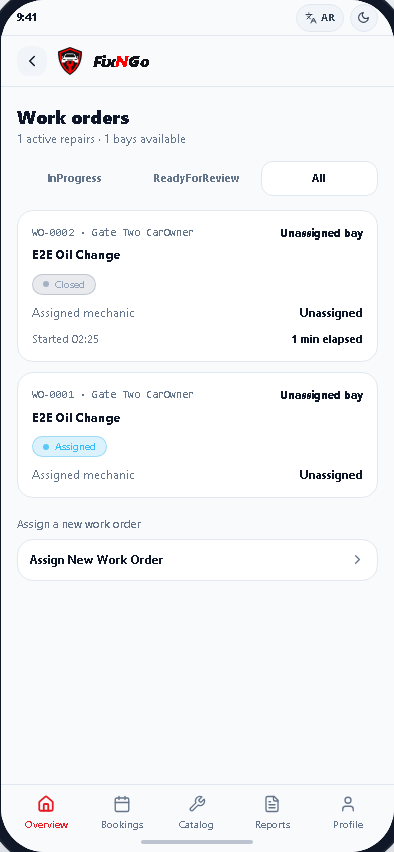 9:41
AR
FixNGo
Work orders
1 active repairs · 1 bays available
InProgress
ReadyForReview
All
WO-0002 · Gate Two CarOwner
Unassigned bay
E2E Oil Change
Closed
Assigned mechanic
Unassigned
Started 02:25
1 min elapsed
WO-0001 · Gate Two CarOwner
Unassigned bay
E2E Oil Change
Assigned
Assigned mechanic
Unassigned
Assign a new work order
Assign New Work Order
Overview
Bookings
Catalog
Reports
Profile